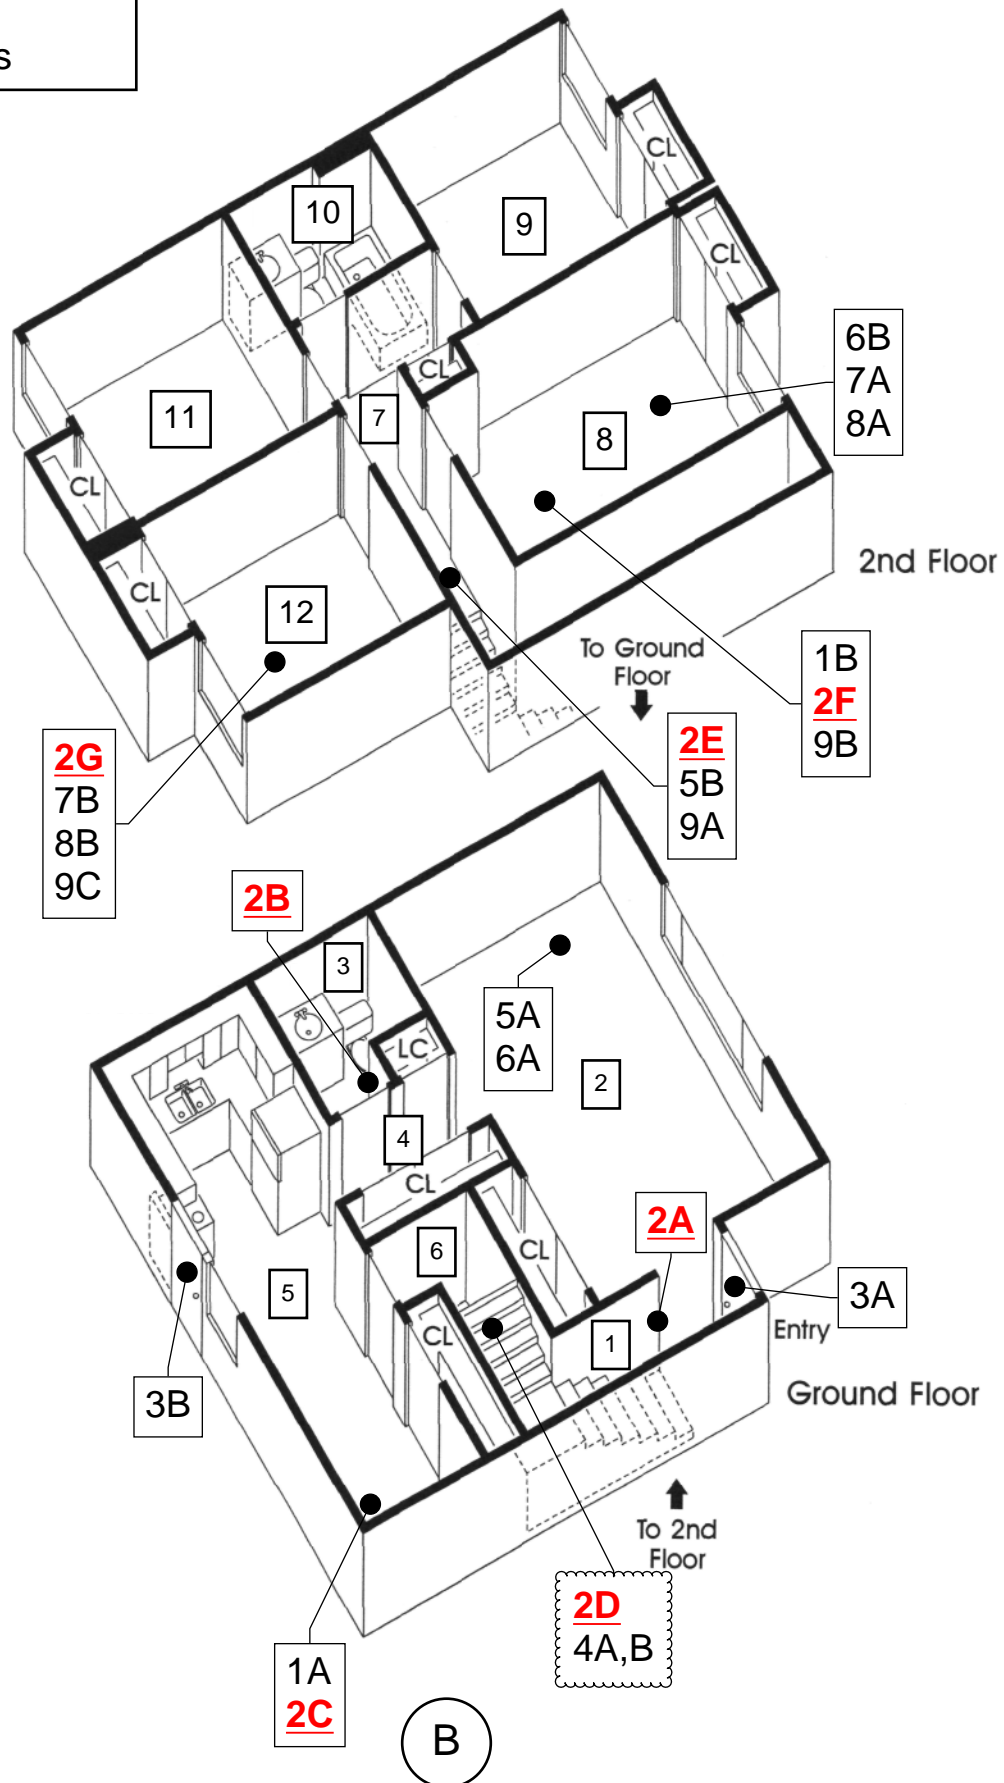 s
CL
10
9
CL
6B
7A
8A
CL
7
11
8
CL
CL
12
2nd Floor
To Ground
Floor
1B
2F
9B
2G
7B
8B
9C
2E
5B
9A
2B
3
5A
6A
LC
2
4
CL
2A
6
CL
5
3A
Entry
CL
1
Ground Floor
3B
To 2nd
Floor
2D
4A,B
1A
2C
B